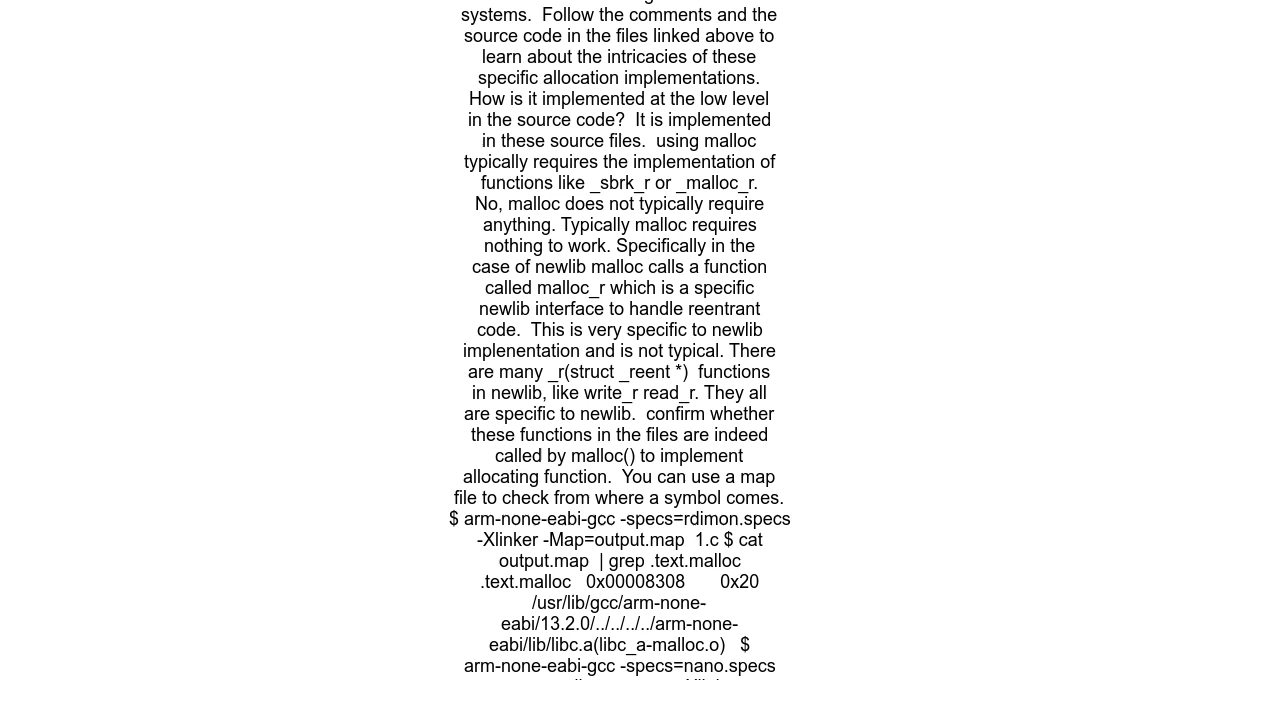 systems.  Follow the comments and the
source code in the files linked above to
learn about the intricacies of these
specific allocation implementations.
How is it implemented at the low level
in the source code?  It is implemented
in these source files.  using malloc
typically requires the implementation of
functions like _sbrk_r or _malloc_r.
No, malloc does not typically require
anything. Typically malloc requires
nothing to work. Specifically in the
case of newlib malloc calls a function
called malloc_r which is a specific
newlib interface to handle reentrant
code.  This is very specific to newlib
implenentation and is not typical. There
are many _r(struct _reent *)  functions
in newlib, like write_r read_r. They all
are specific to newlib.  confirm whether
these functions in the files are indeed
called by malloc() to implement
allocating function.  You can use a map
file to check from where a symbol comes.
$ arm-none-eabi-gcc -specs=rdimon.specs
-Xlinker -Map=output.map  1.c $ cat
output.map  | grep .text.malloc
.text.malloc   0x00008308       0x20
/usr/lib/gcc/arm-none-
eabi/13.2.0/../../../../arm-none-
eabi/lib/libc.a(libc_a-malloc.o)   $
arm-none-eabi-gcc -specs=nano.specs